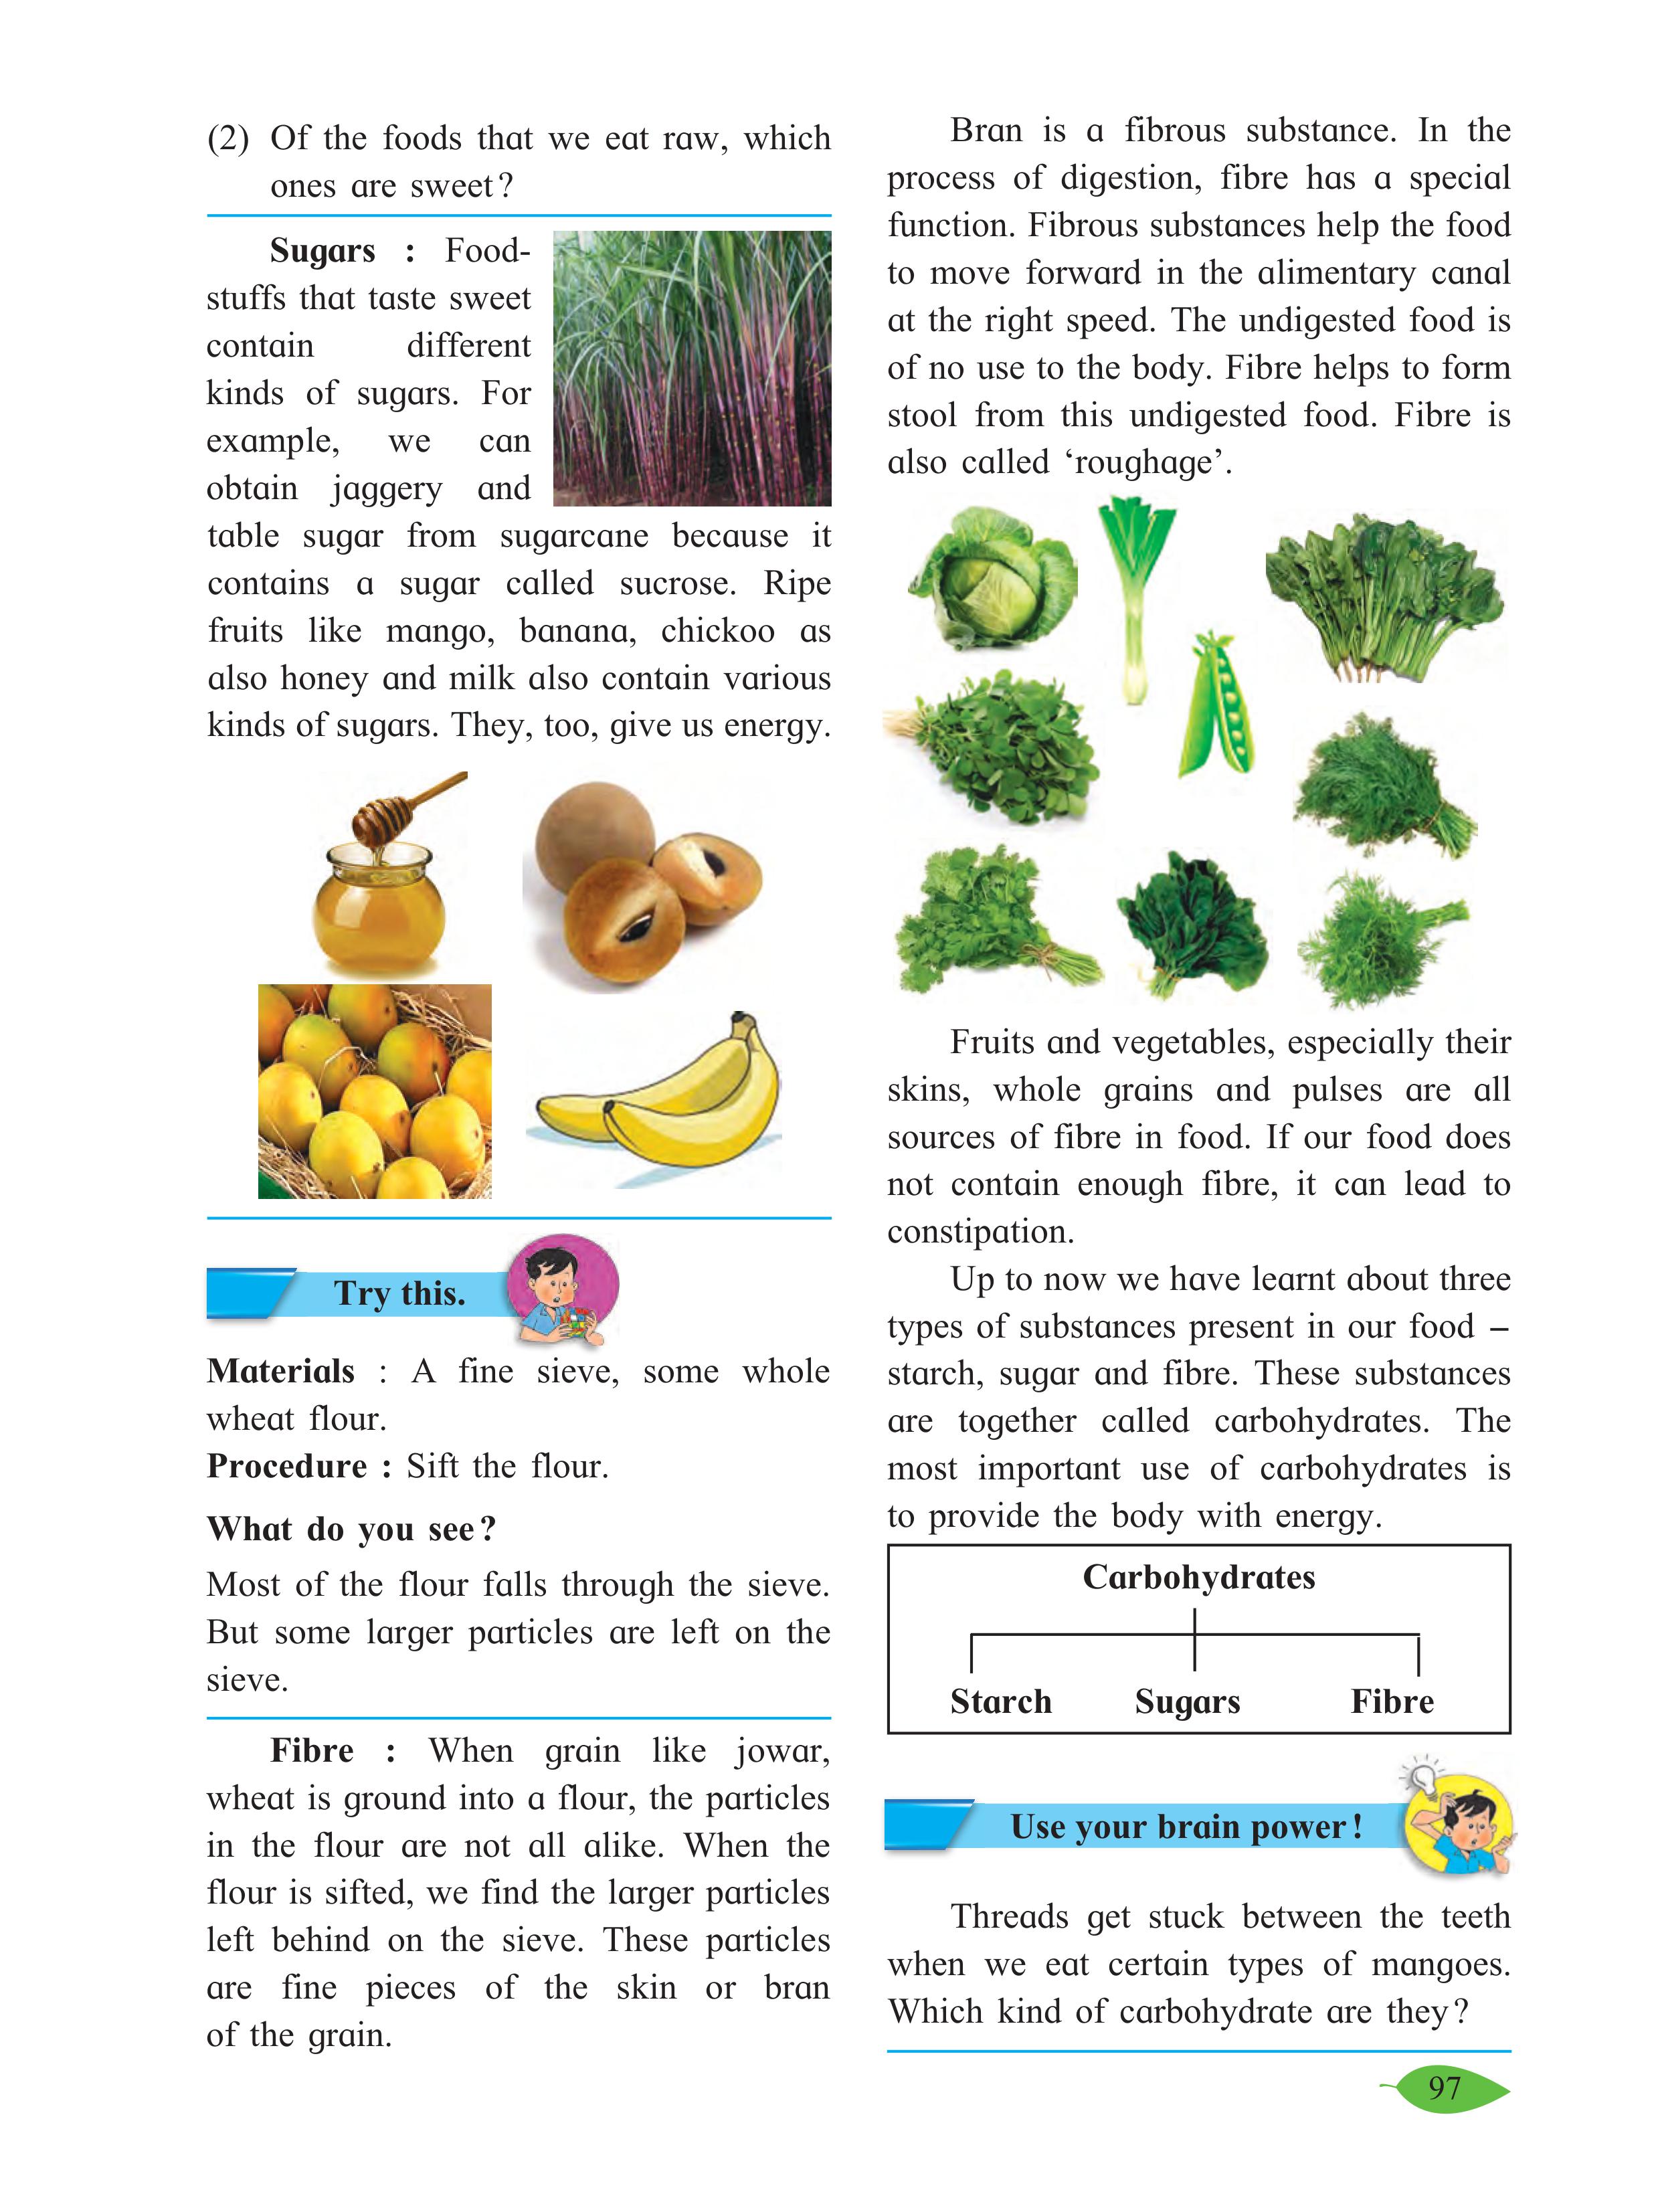 (2) Of the foods that we eat raw, which
ones are sweet?
Sugars : Food-
stuffs that taste sweet
contain different
kinds of sugars. For
example, we can
obtain jaggery and
table sugar from sugarcane because it
contains a sugar called sucrose. Ripe
fruits like mango, banana, chickoo as
also honey and milk also contain various
kinds of sugars. They, too, give us energy.
Try this.
Materials : A fine sieve, some whole
wheat flour.
Procedure : Sift the flour.
What do you see?
Most of the flour falls through the sieve.
But some larger particles are left on the
sieve.
Fibre : When grain like jowar,
wheat is ground into a flour, the particles
in the flour are not all alike. When the
flour is sifted, we find the larger particles
left behind on the sieve. These particles
are fine pieces of the skin or bran
of the grain.
Bran is a fibrous substance. In the
process of digestion, fibre has a special
function. Fibrous substances help the food
to move forward in the alimentary canal
at the right speed. The undigested food is
of no use to the body. Fibre helps to form
stool from this undigested food. Fibre is
also called ‘roughage’.
Fruits and vegetables, especially their
skins, whole grains and pulses are all
sources of fibre in food. If our food does
not contain enough fibre, it can lead to
constipation.
Up to now we have learnt about three
types of substances present in our food –
starch, sugar and fibre. These substances
are together called carbohydrates. The
most important use of carbohydrates is
to provide the body with energy.
Carbohydrates
Starch Sugars Fibre
Use your brain power!
Threads get stuck between the teeth
when we eat certain types of mangoes.
Which kind of carbohydrate are they?
97